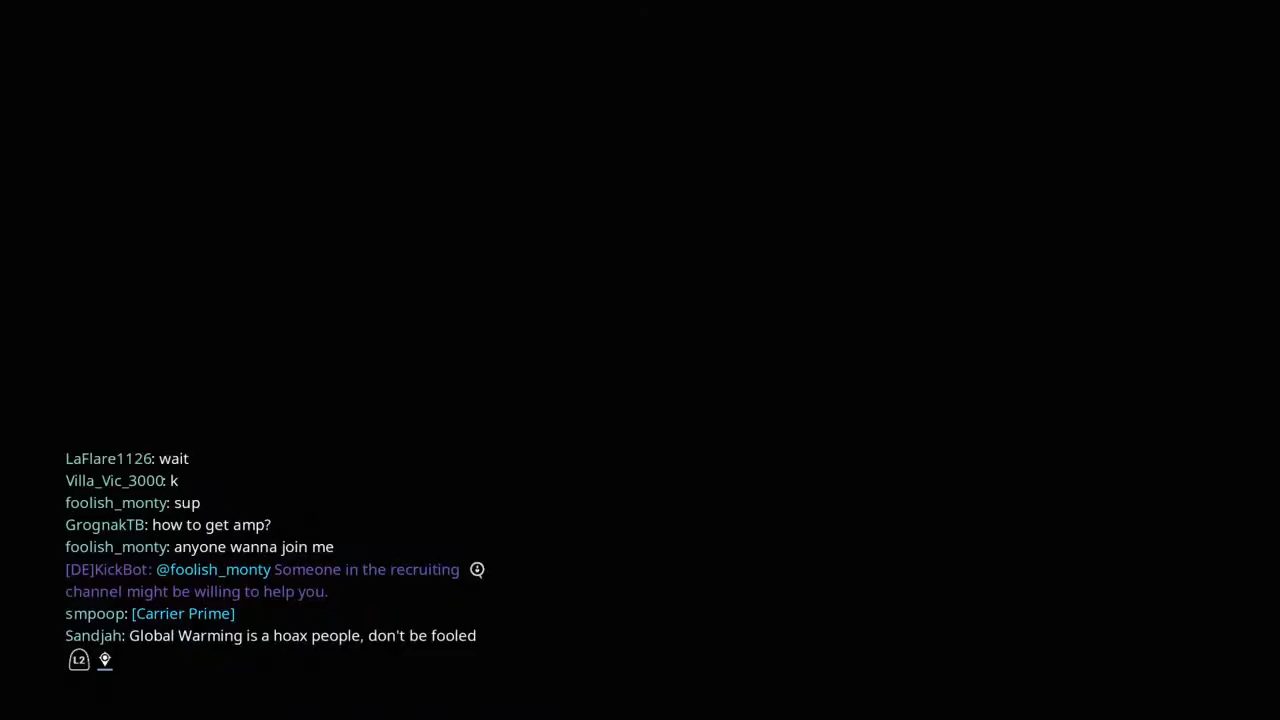 LaFlare1126: wait
Villa_Vic_3000: k
foolish_monty: sup
GrognakTB: how to get amp?
foolish_monty: anyone wanna join me
[DE]KickBot: @foolish_monty Someone in the recruiting
channel might be willing to help you.
smpoop: [Carrier Prime]
Sandjah: Global Warming is a hoax people, don't be fooled
L2